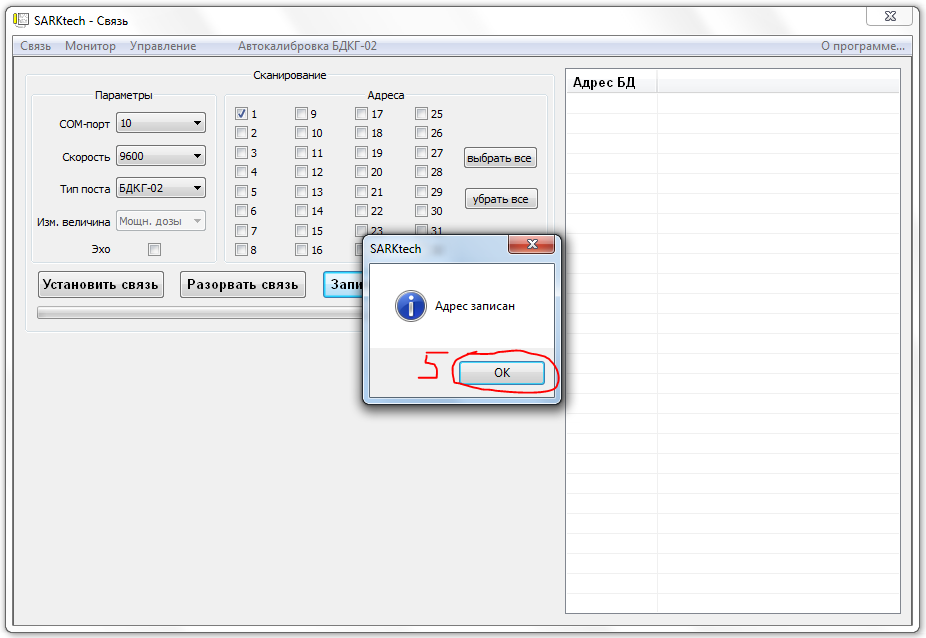 SARKtech - Связь
Связь Монитор Управление Автокалибровка БДКГ-02 О программе...
Сканирование
Параметры
COM-порт 10
Скорость 9600
Тип поста БДКГ-02
Изм. величина Мощн. дозы
Эхо
Адреса
1 9 17 25
2 10 18 26
3 11 19 27
4 12 20 28
5 13 21 29
6 14 22 30
7 15 23 31
8 16
выбрать все
убрать все
Установить связь Разорвать связь
Адрес БД
SARKtech
Адрес записан
5
OK